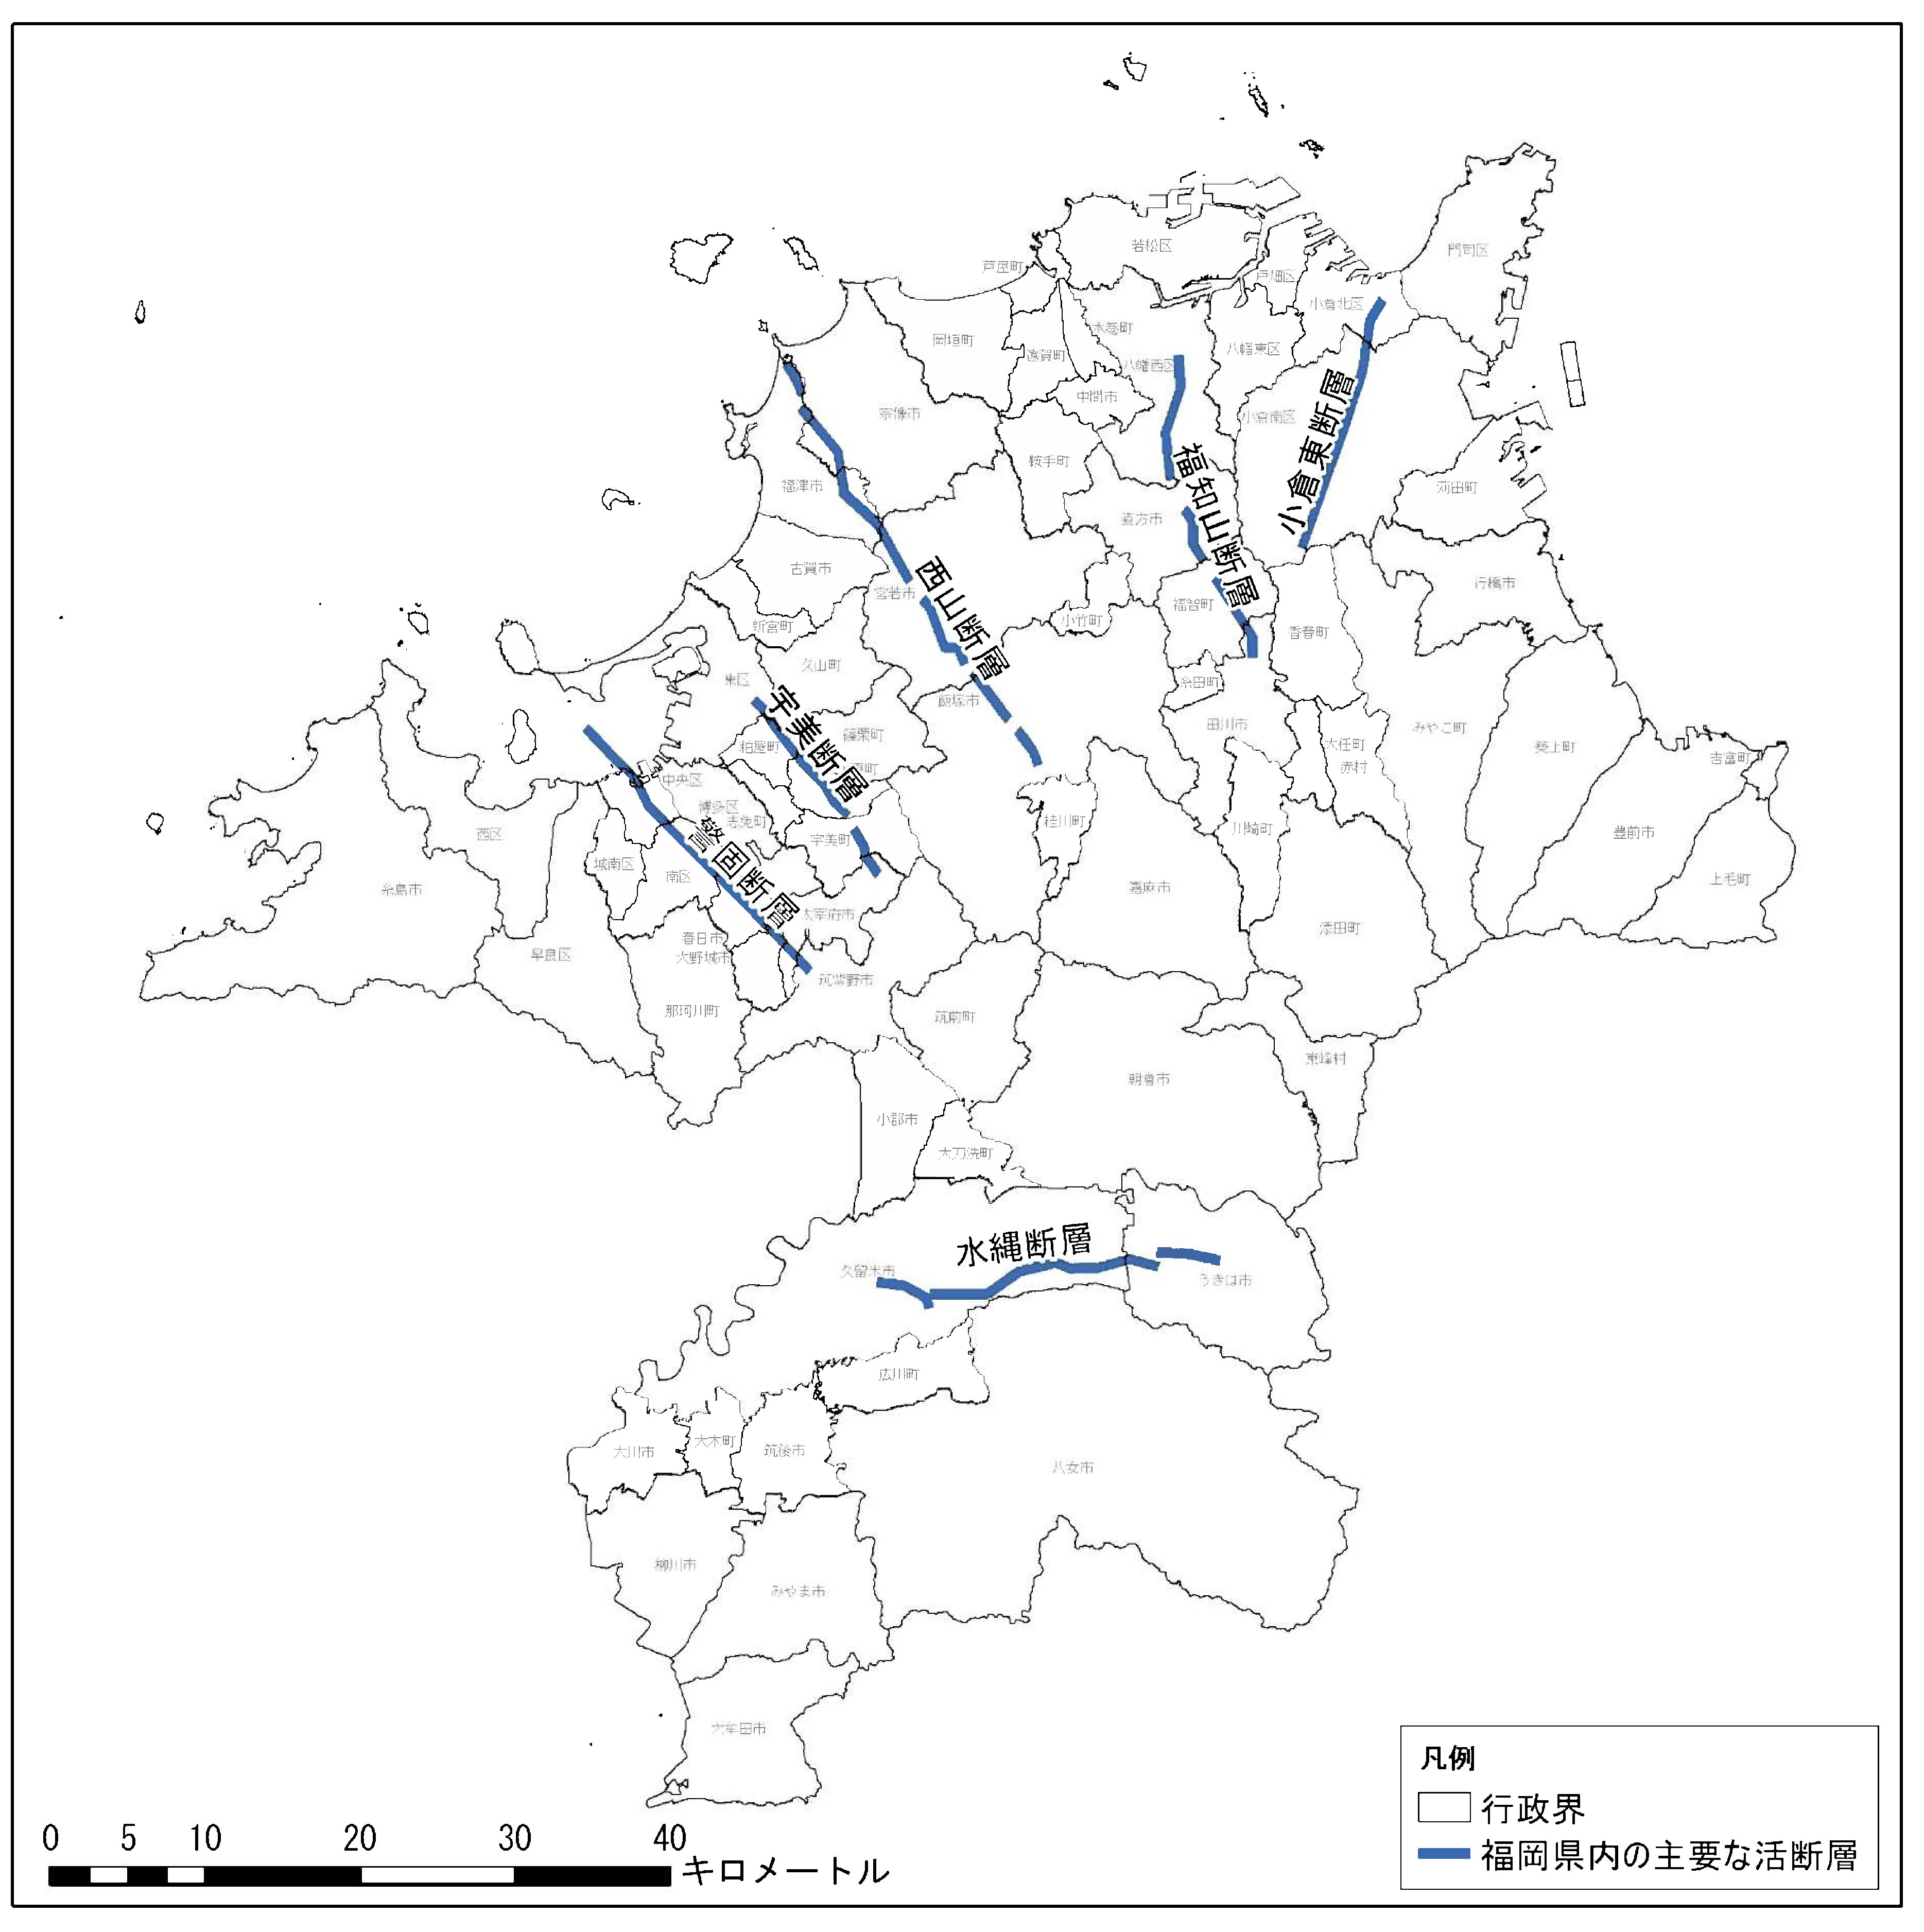 若松区
門司区
芦屋町
戸畑区
小倉北区
水巻町
岡垣町
遠賀町
八幡東区
八幡西区
中間市
宗像市
小倉南区
小倉東断層
鞍手町
福津市
苅田町
直方市
福知山断層
古賀市
行橋市
宮若市
西山断層
福智町
小竹町
新宮町
香春町
久山町
東区
糸田町
飯塚市
宇美断層
田川市
みやこ町
篠栗町
粕屋町
大任町
築上町
吉富町
赤村
中央区
博多区
志免町
警固断層
桂川町
川崎町
西区
宇美町
豊前市
城南区
南区
上毛町
糸島市
嘉麻市
太宰府市
添田町
春日市
大野城市
早良区
筑紫野市
那珂川町
筑前町
東峰村
朝倉市
小郡市
大刀洗町
水縄断層
久留米市
うきは市
広川町
大木町
大川市
筑後市
八女市
柳川市
みやま市
大牟田市
凡例
行政界
福岡県内の主要な活断層
0 5 10 20 30 40
キロメートル